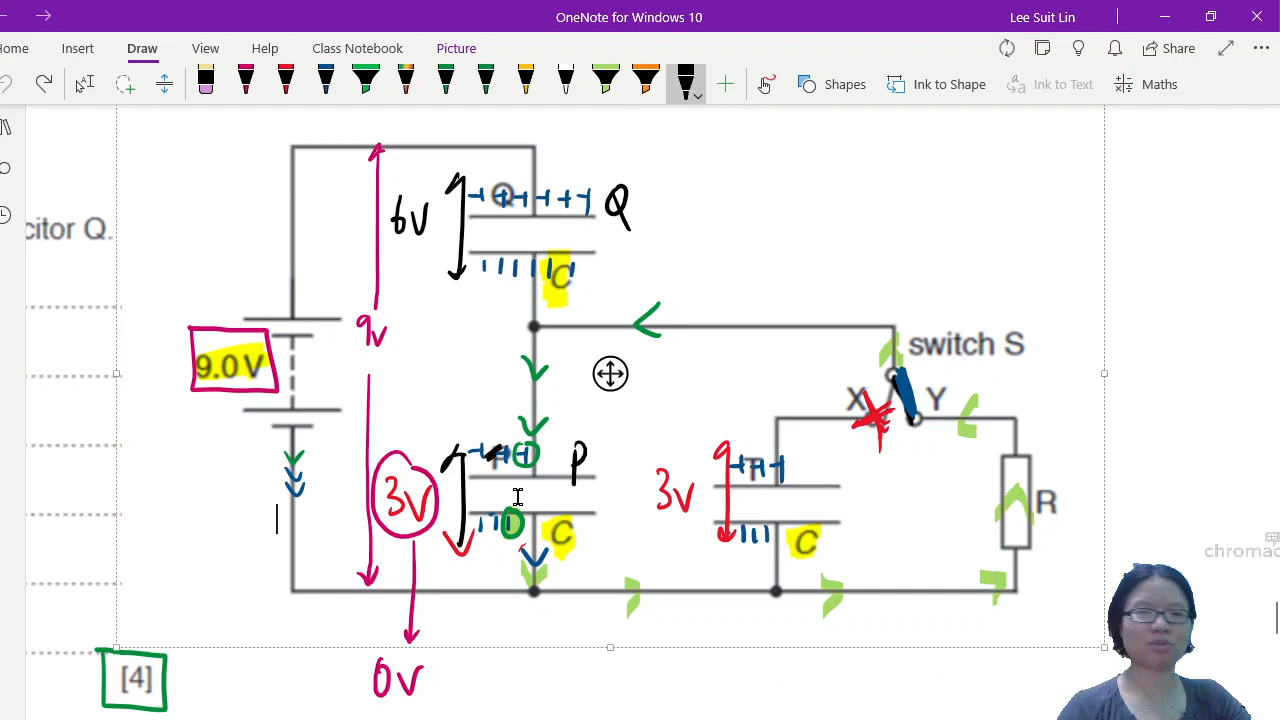 OneNote for Windows 10
Lee Suit Lin
Home Insert Draw View Help Class Notebook Picture Share
Shapes Ink to Shape Ink to Text Maths
citor Q.
6V
Q
Q
C
9V
9.0 V
switch S
X
Y
3V
P
C
3V
T
C
R
chromac
[4]
0V